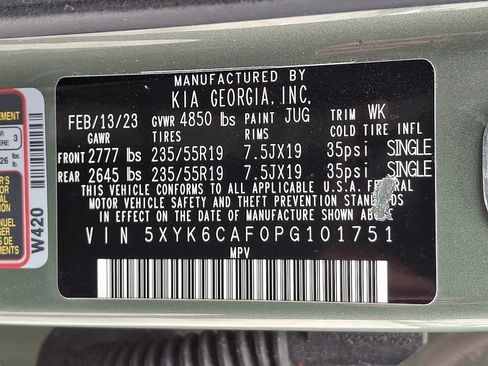 MANUFACTURED BY
KIA GEORGIA, INC.
FEB/13/23 GVWR 4850 lbs PAINT JUG TRIM WK
GAWR TIRES RIMS COLD TIRE INFL
FRONT 2777 lbs 235/55R19 7.5JX19 35psi SINGLE
REAR 2645 lbs 235/55R19 7.5JX19 35psi SINGLE
THIS VEHICLE CONFORMS TO ALL APPLICABLE U.S.A. FEDERAL
MOTOR VEHICLE SAFETY AND THEFT PREVENTION STANDARDS
IN EFFECT ON THE DATE OF MANUFACTURE SHOWN ABOVE.
VIN 5XYK6CAF0PG101751
MPV
W420
3